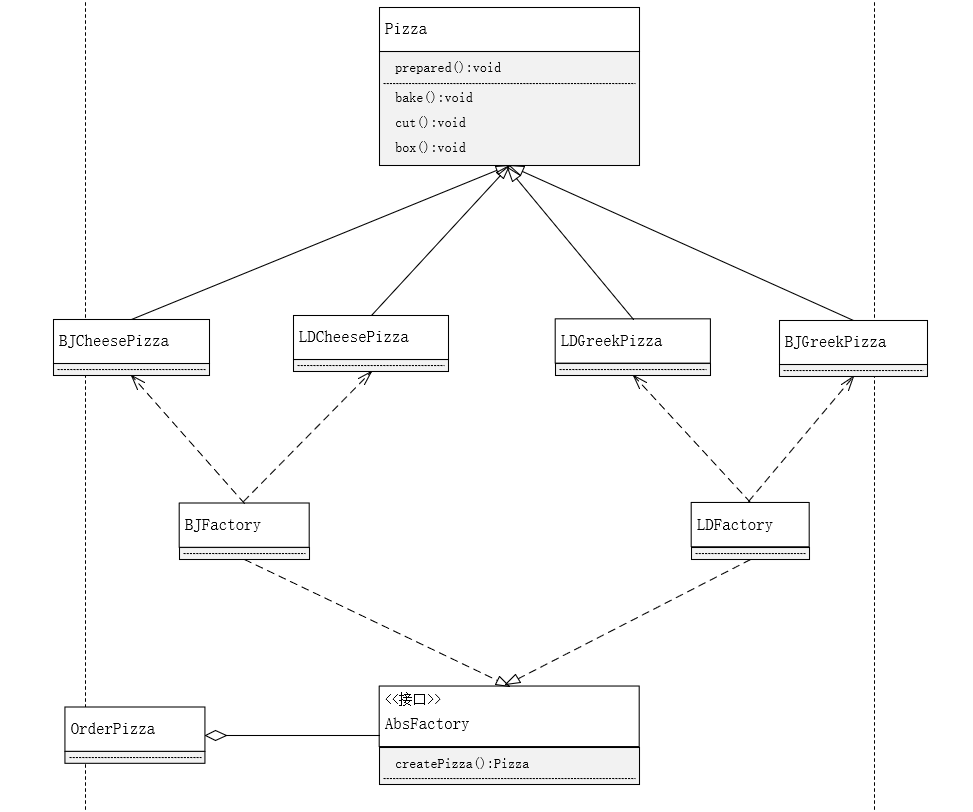 Pizza
prepared():void
bake():void
cut():void
box():void
BJCheesePizza
LDCheesePizza
LDGreekPizza
BJGreekPizza
BJFactory
LDFactory
<<接口>>
AbsFactory
createPizza():Pizza
OrderPizza